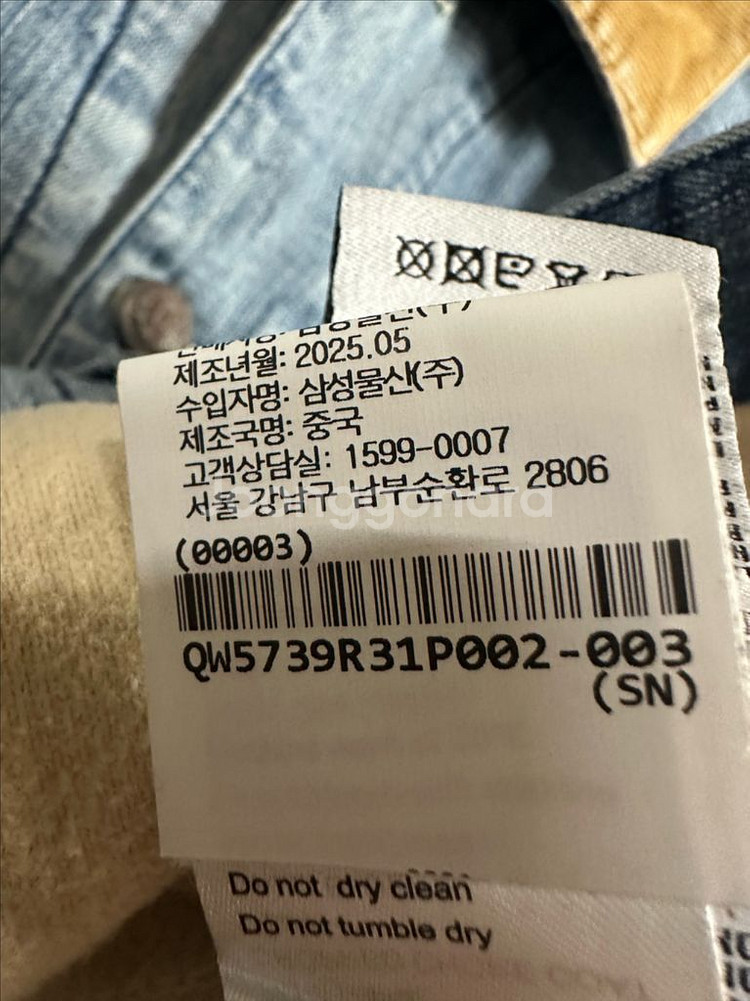 제조년월: 2025.05
수입자명: 삼성물산(주)
제조국명: 중국
고객상담실: 1599-0007
서울 강남구 남부순환로 2806
(00003)
QW5739R31P002-003
(SN)
Do not dry clean
Do not tumble dry